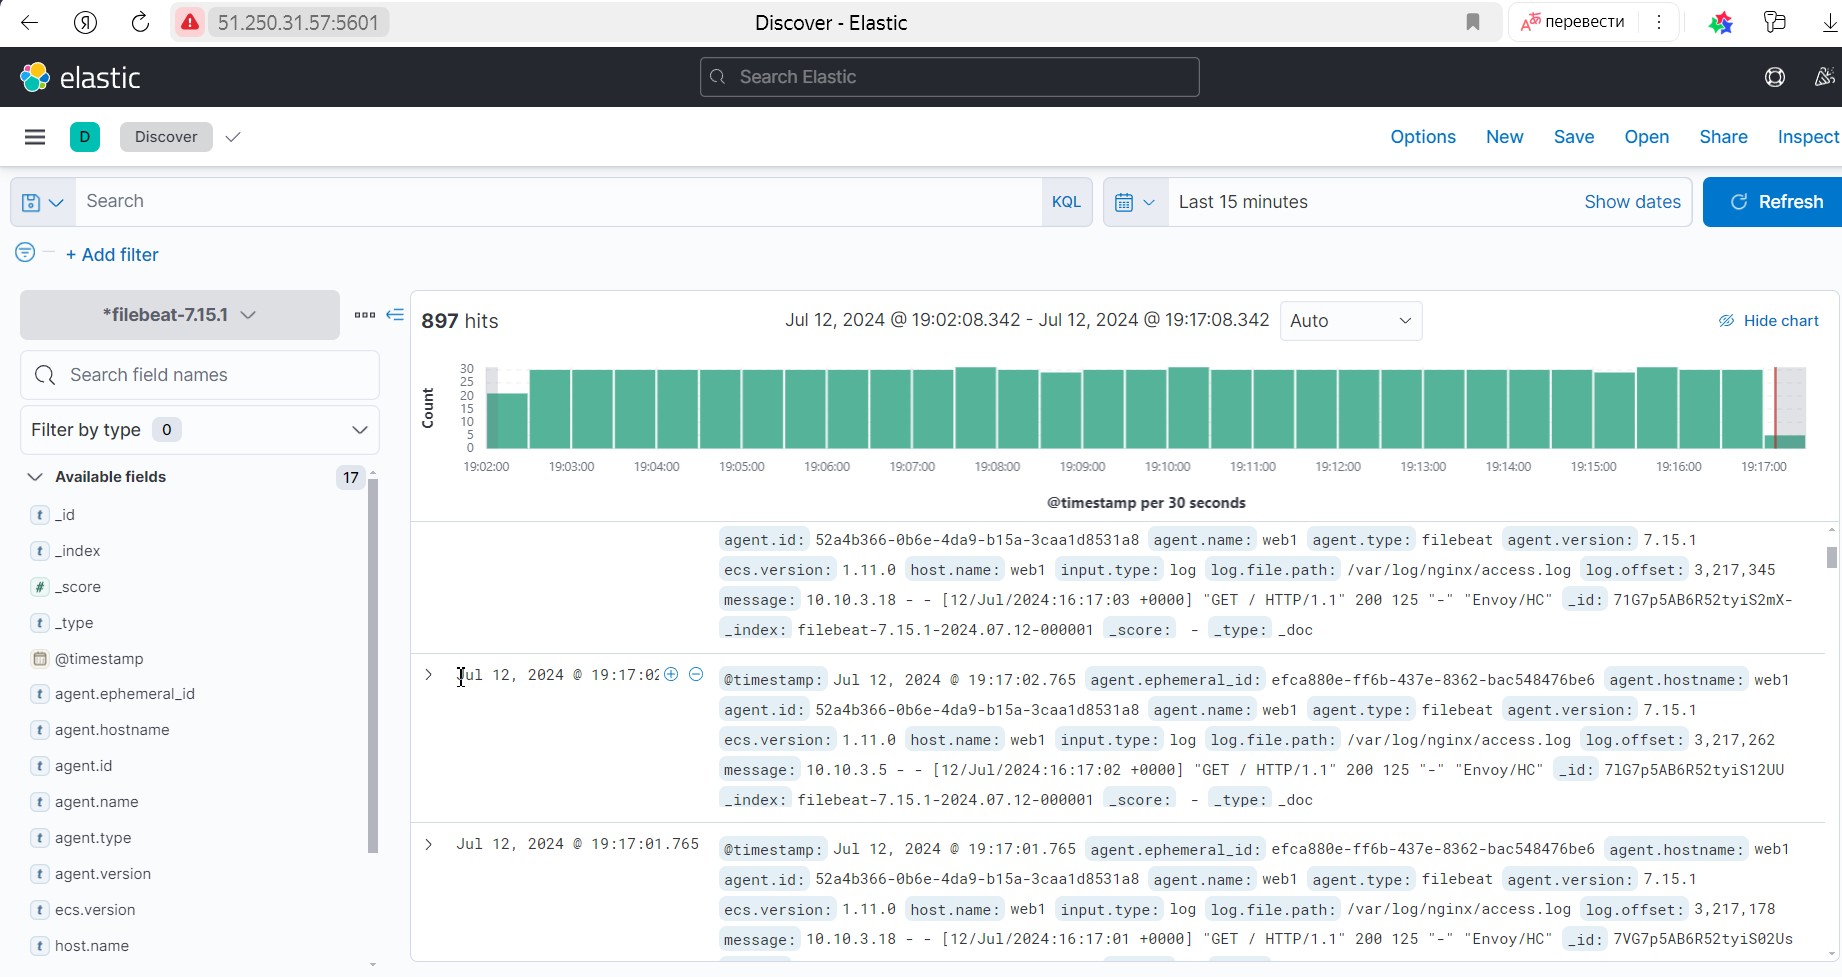 51.250.31.57:5601 Discover - Elastic перевести
elastic Search Elastic
D Discover Options New Save Open Share Inspect
Search KQL Last 15 minutes Show dates Refresh
+ Add filter
*filebeat-7.15.1
897 hits Jul 12, 2024 @ 19:02:08.342 - Jul 12, 2024 @ 19:17:08.342 Auto Hide chart
Search field names
Filter by type 0
Available fields 17
t _id
t _index
# _score
t _type
@timestamp
t agent.ephemeral_id
t agent.hostname
t agent.id
t agent.name
t agent.type
t agent.version
t ecs.version
t host.name
Count
30
25
20
15
10
5
0
19:02:00 19:03:00 19:04:00 19:05:00 19:06:00 19:07:00 19:08:00 19:09:00 19:10:00 19:11:00 19:12:00 19:13:00 19:14:00 19:15:00 19:16:00 19:17:00
@timestamp per 30 seconds
agent.id: 52a4b366-0b6e-4da9-b15a-3caa1d8531a8 agent.name: web1 agent.type: filebeat agent.version: 7.15.1
ecs.version: 1.11.0 host.name: web1 input.type: log log.file.path: /var/log/nginx/access.log log.offset: 3,217,345
message: 10.10.3.18 - - [12/Jul/2024:16:17:03 +0000] "GET / HTTP/1.1" 200 125 "-" "Envoy/HC" _id: 71G7p5AB6R52tyiS2mX-
_index: filebeat-7.15.1-2024.07.12-000001 _score: - _type: _doc
Jul 12, 2024 @ 19:17:02 @timestamp: Jul 12, 2024 @ 19:17:02.765 agent.ephemeral_id: efca880e-ff6b-437e-8362-bac548476be6 agent.hostname: web1
agent.id: 52a4b366-0b6e-4da9-b15a-3caa1d8531a8 agent.name: web1 agent.type: filebeat agent.version: 7.15.1
ecs.version: 1.11.0 host.name: web1 input.type: log log.file.path: /var/log/nginx/access.log log.offset: 3,217,262
message: 10.10.3.5 - - [12/Jul/2024:16:17:02 +0000] "GET / HTTP/1.1" 200 125 "-" "Envoy/HC" _id: 7lG7p5AB6R52tyiS12UU
_index: filebeat-7.15.1-2024.07.12-000001 _score: - _type: _doc
Jul 12, 2024 @ 19:17:01.765 @timestamp: Jul 12, 2024 @ 19:17:01.765 agent.ephemeral_id: efca880e-ff6b-437e-8362-bac548476be6 agent.hostname: web1
agent.id: 52a4b366-0b6e-4da9-b15a-3caa1d8531a8 agent.name: web1 agent.type: filebeat agent.version: 7.15.1
ecs.version: 1.11.0 host.name: web1 input.type: log log.file.path: /var/log/nginx/access.log log.offset: 3,217,178
message: 10.10.3.18 - - [12/Jul/2024:16:17:01 +0000] "GET / HTTP/1.1" 200 125 "-" "Envoy/HC" _id: 7VG7p5AB6R52tyiS02Us